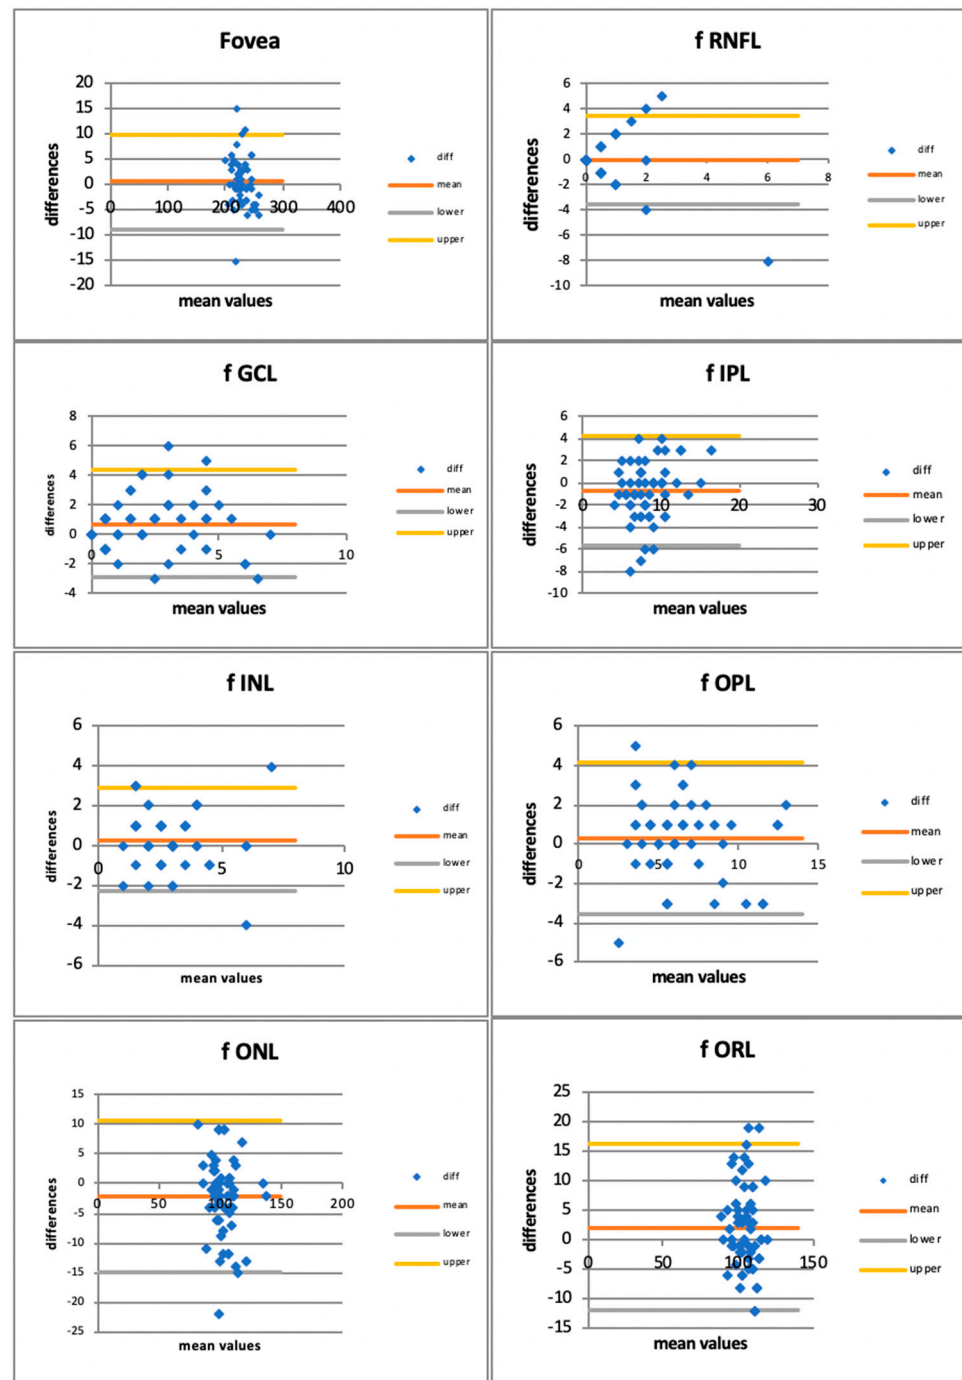 Fovea
20
15
10
5
0
-5
-10
-15
-20
0 100 200 300 400
differences
mean values
diff
mean
lower
upper
f RNFL
6
4
2
0
-2
-4
-6
-8
-10
0 2 4 6 8
differences
mean values
diff
mean
lower
upper
f GCL
8
6
4
2
0
-2
-4
0 5 10
differences
mean values
diff
mean
lower
upper
f IPL
6
4
2
0
-2
-4
-6
-8
-10
0 10 20 30
differences
mean values
diff
mean
lower
upper
f INL
6
4
2
0
-2
-4
-6
0 5 10
differences
mean values
diff
mean
lower
upper
f OPL
6
4
2
0
-2
-4
-6
0 5 10 15
differences
mean values
diff
mean
lower
upper
f ONL
15
10
5
0
-5
-10
-15
-20
-25
0 50 100 150 200
differences
mean values
diff
mean
lower
upper
f ORL
25
20
15
10
5
0
-5
-10
-15
0 50 100 150
differences
mean values
diff
mean
lower
upper